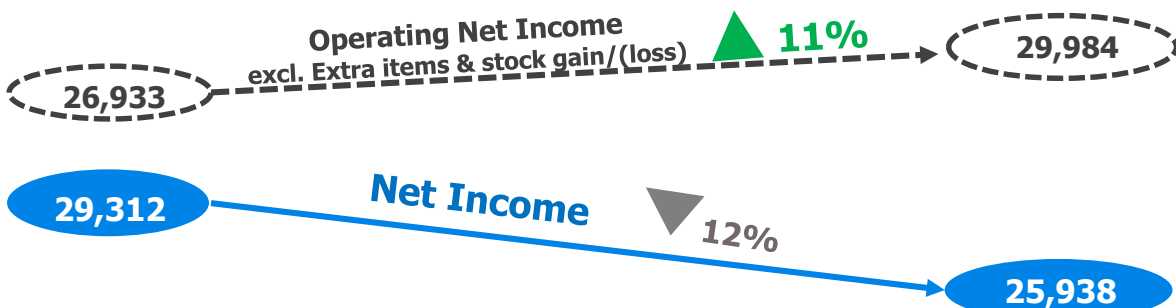 Operating Net Income
excl. Extra items & stock gain/(loss)
11%
26,933
29,984
Net Income
12%
29,312
25,938